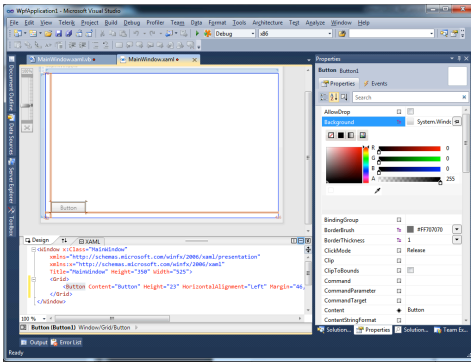 WpfApplication1 - Microsoft Visual Studio
File Edit View Telerik Project Build Debug Profiler Team Data Format Tools Architecture Test Analyze Window Help
Debug x86
MainWindow.xaml.vb MainWindow.xaml
Document Outline
Data Sources
Server Explorer
Toolbox
Button
Design XAML
<Window x:Class="MainWindow"
xmlns="http://schemas.microsoft.com/winfx/2006/xaml/presentation"
xmlns:x="http://schemas.microsoft.com/winfx/2006/xaml"
Title="MainWindow" Height="350" Width="525">
<Grid>
<Button Content="Button" Height="23" HorizontalAlignment="Left" Margin="46,
</Grid>
</Window>
100 %
Button (Button1) Window/Grid/Button
Output Error List
Ready
Properties
Button Button1
Properties Events
Search
AllowDrop
Background System.Windo
R 0
G 0
B 0
A 255
BindingGroup
BorderBrush #FF707070
BorderThickness 1
ClickMode Release
Clip
ClipToBounds
Command
CommandParameter
CommandTarget
Content Button
ContentStringFormat
Solution... Properties Solution... Team Ex...